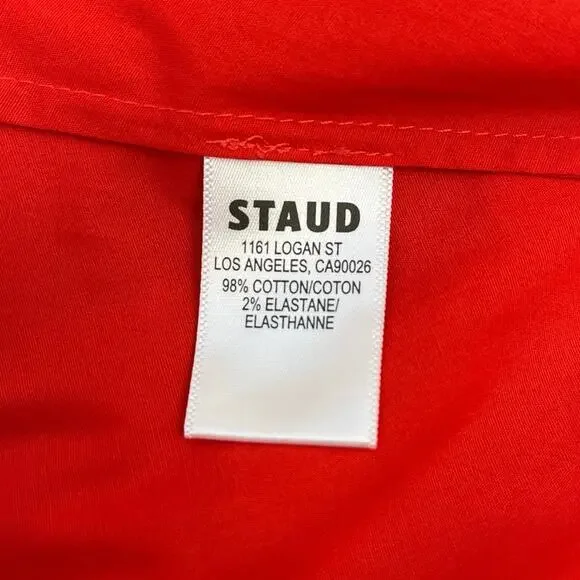 STAUD
1161 LOGAN ST
LOS ANGELES, CA90026
98% COTTON/COTON
2% ELASTANE/
ELASTHANNE